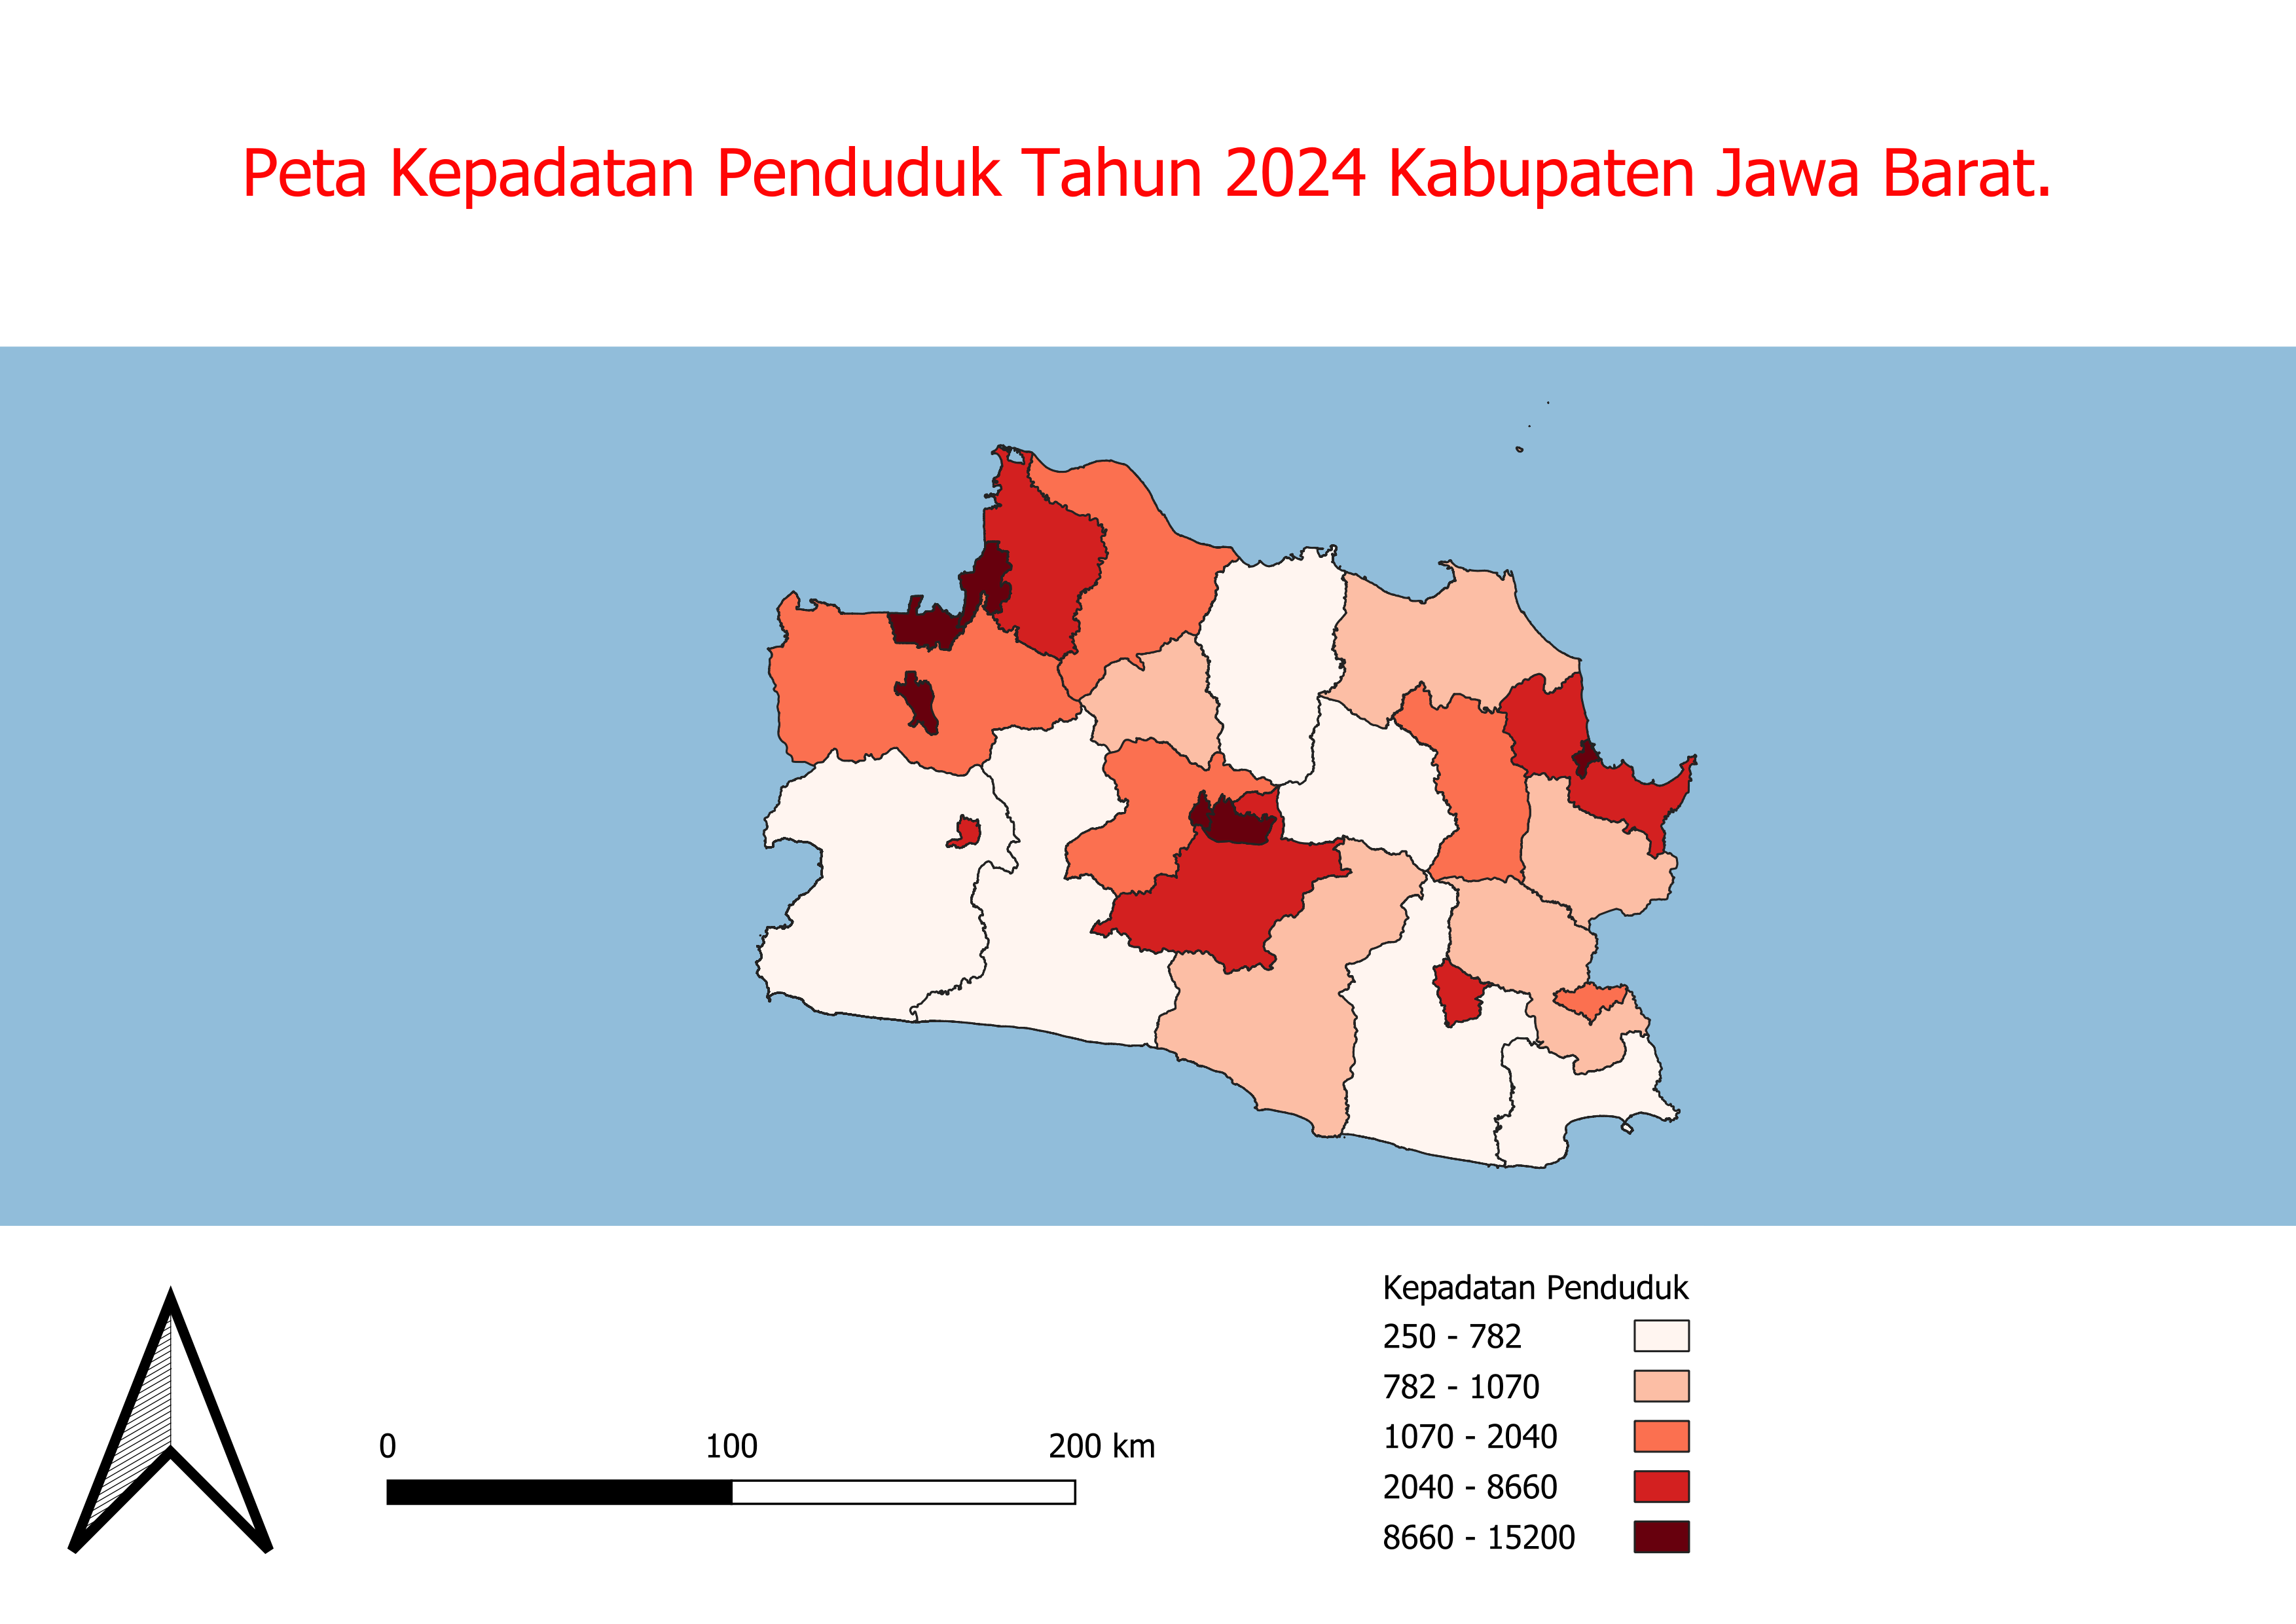 Peta Kepadatan Penduduk Tahun 2024 Kabupaten Jawa Barat.
Kepadatan Penduduk
250 - 782
782 - 1070
1070 - 2040
2040 - 8660
8660 - 15200
0 100 200 km